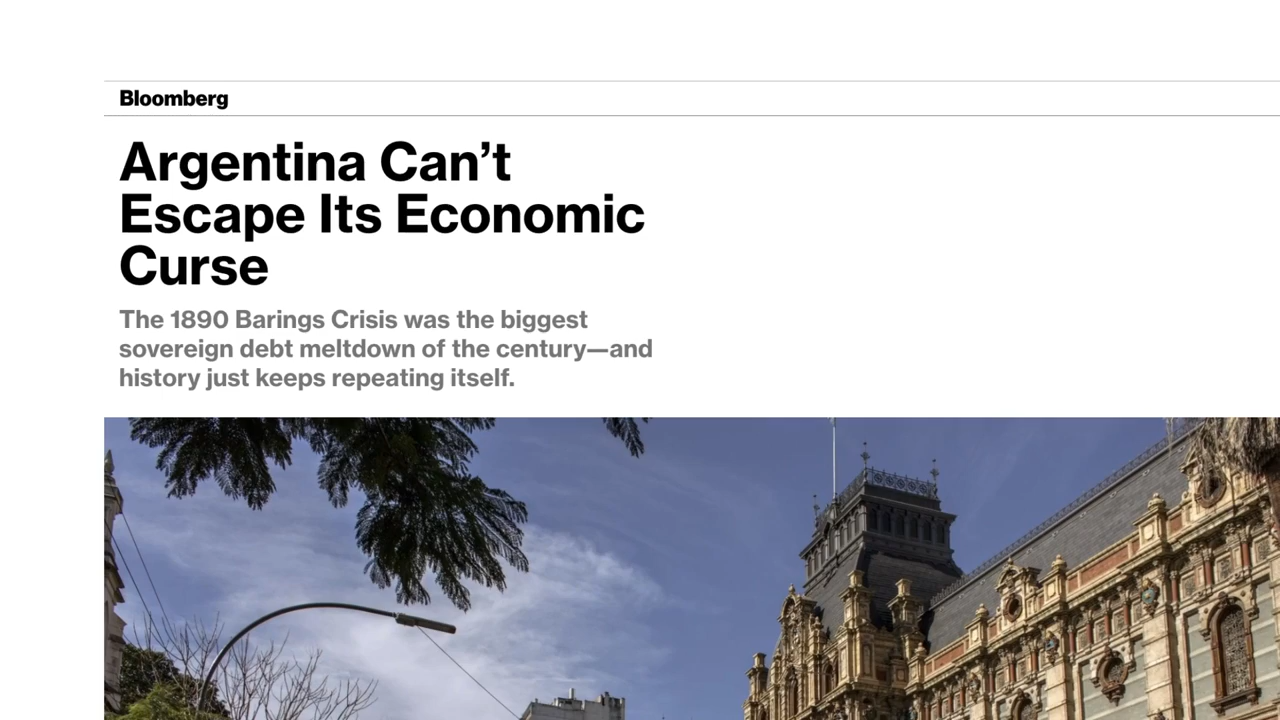 Bloomberg
Argentina Can’t
Escape Its Economic
Curse
The 1890 Barings Crisis was the biggest
sovereign debt meltdown of the century—and
history just keeps repeating itself.